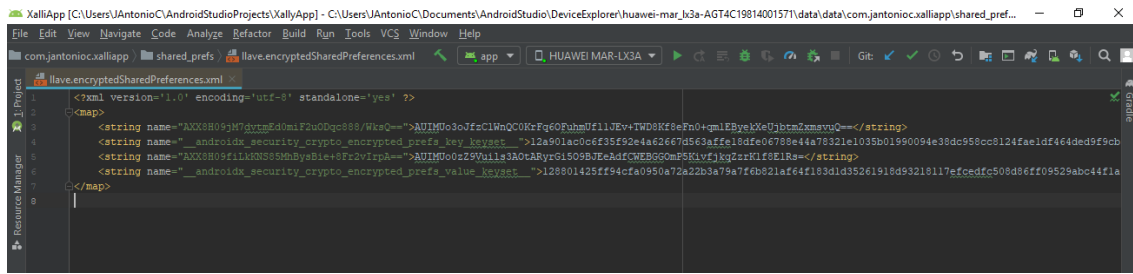 XalliApp [C:\Users\JAntonioC\AndroidStudioProjects\XallyApp] - C:\Users\JAntonioC\Documents\AndroidStudio\DeviceExplorer\huawei-mar_lx3a-AGT4C19814001571\data\data\com.jantonioc.xalliapp\shared_pref...
File Edit View Navigate Code Analyze Refactor Build Run Tools VCS Window Help
com.jantonioc.xalliapp shared_prefs llave.encryptedSharedPreferences.xml app HUAWEI MAR-LX3A Git:
llave.encryptedSharedPreferences.xml
1: Project
Resource Manager
Gradle
1 <?xml version='1.0' encoding='utf-8' standalone='yes' ?>
2 <map>
3 <string name="AXX8H09jM7dvtmEd0miF2uODqc888/WksQ==">AUIMUo3oJfzClWnQC0KrFq6OFuhmUfl1JEv+TWD8Kf8eFn0+qmlEByekXeUjbtmZxmsvuQ==</string>
4 <string name="__androidx_security_crypto_encrypted_prefs_key_keyset__">12a901ac0c6f35f92e4a62667d563affe18dfe06788e44a78321e1035b01990094e38dc958cc8124fae1df464ded9f9cb
5 <string name="AXX8H09fiLkKNS85MhBysBie+8Fr2vIrpA==">AUIMUo0zZ9Vuils3AOtARyrGi5O9BJEeAdfCWEBGGOmP5KivfjkgZzrKlf8ElRs=</string>
6 <string name="__androidx_security_crypto_encrypted_prefs_value_keyset__">128801425ff94cfa0950a72a22b3a79a7f6b821af64f183d1d35261918d93218117efcedfc508d86ff09529abc44f1a
7 </map>
8